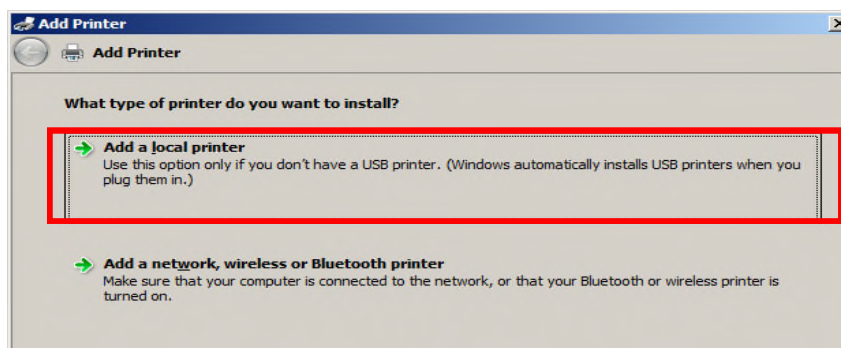 Add Printer
Add Printer
What type of printer do you want to install?
Add a local printer
Use this option only if you don't have a USB printer. (Windows automatically installs USB printers when you
plug them in.)
Add a network, wireless or Bluetooth printer
Make sure that your computer is connected to the network, or that your Bluetooth or wireless printer is
turned on.